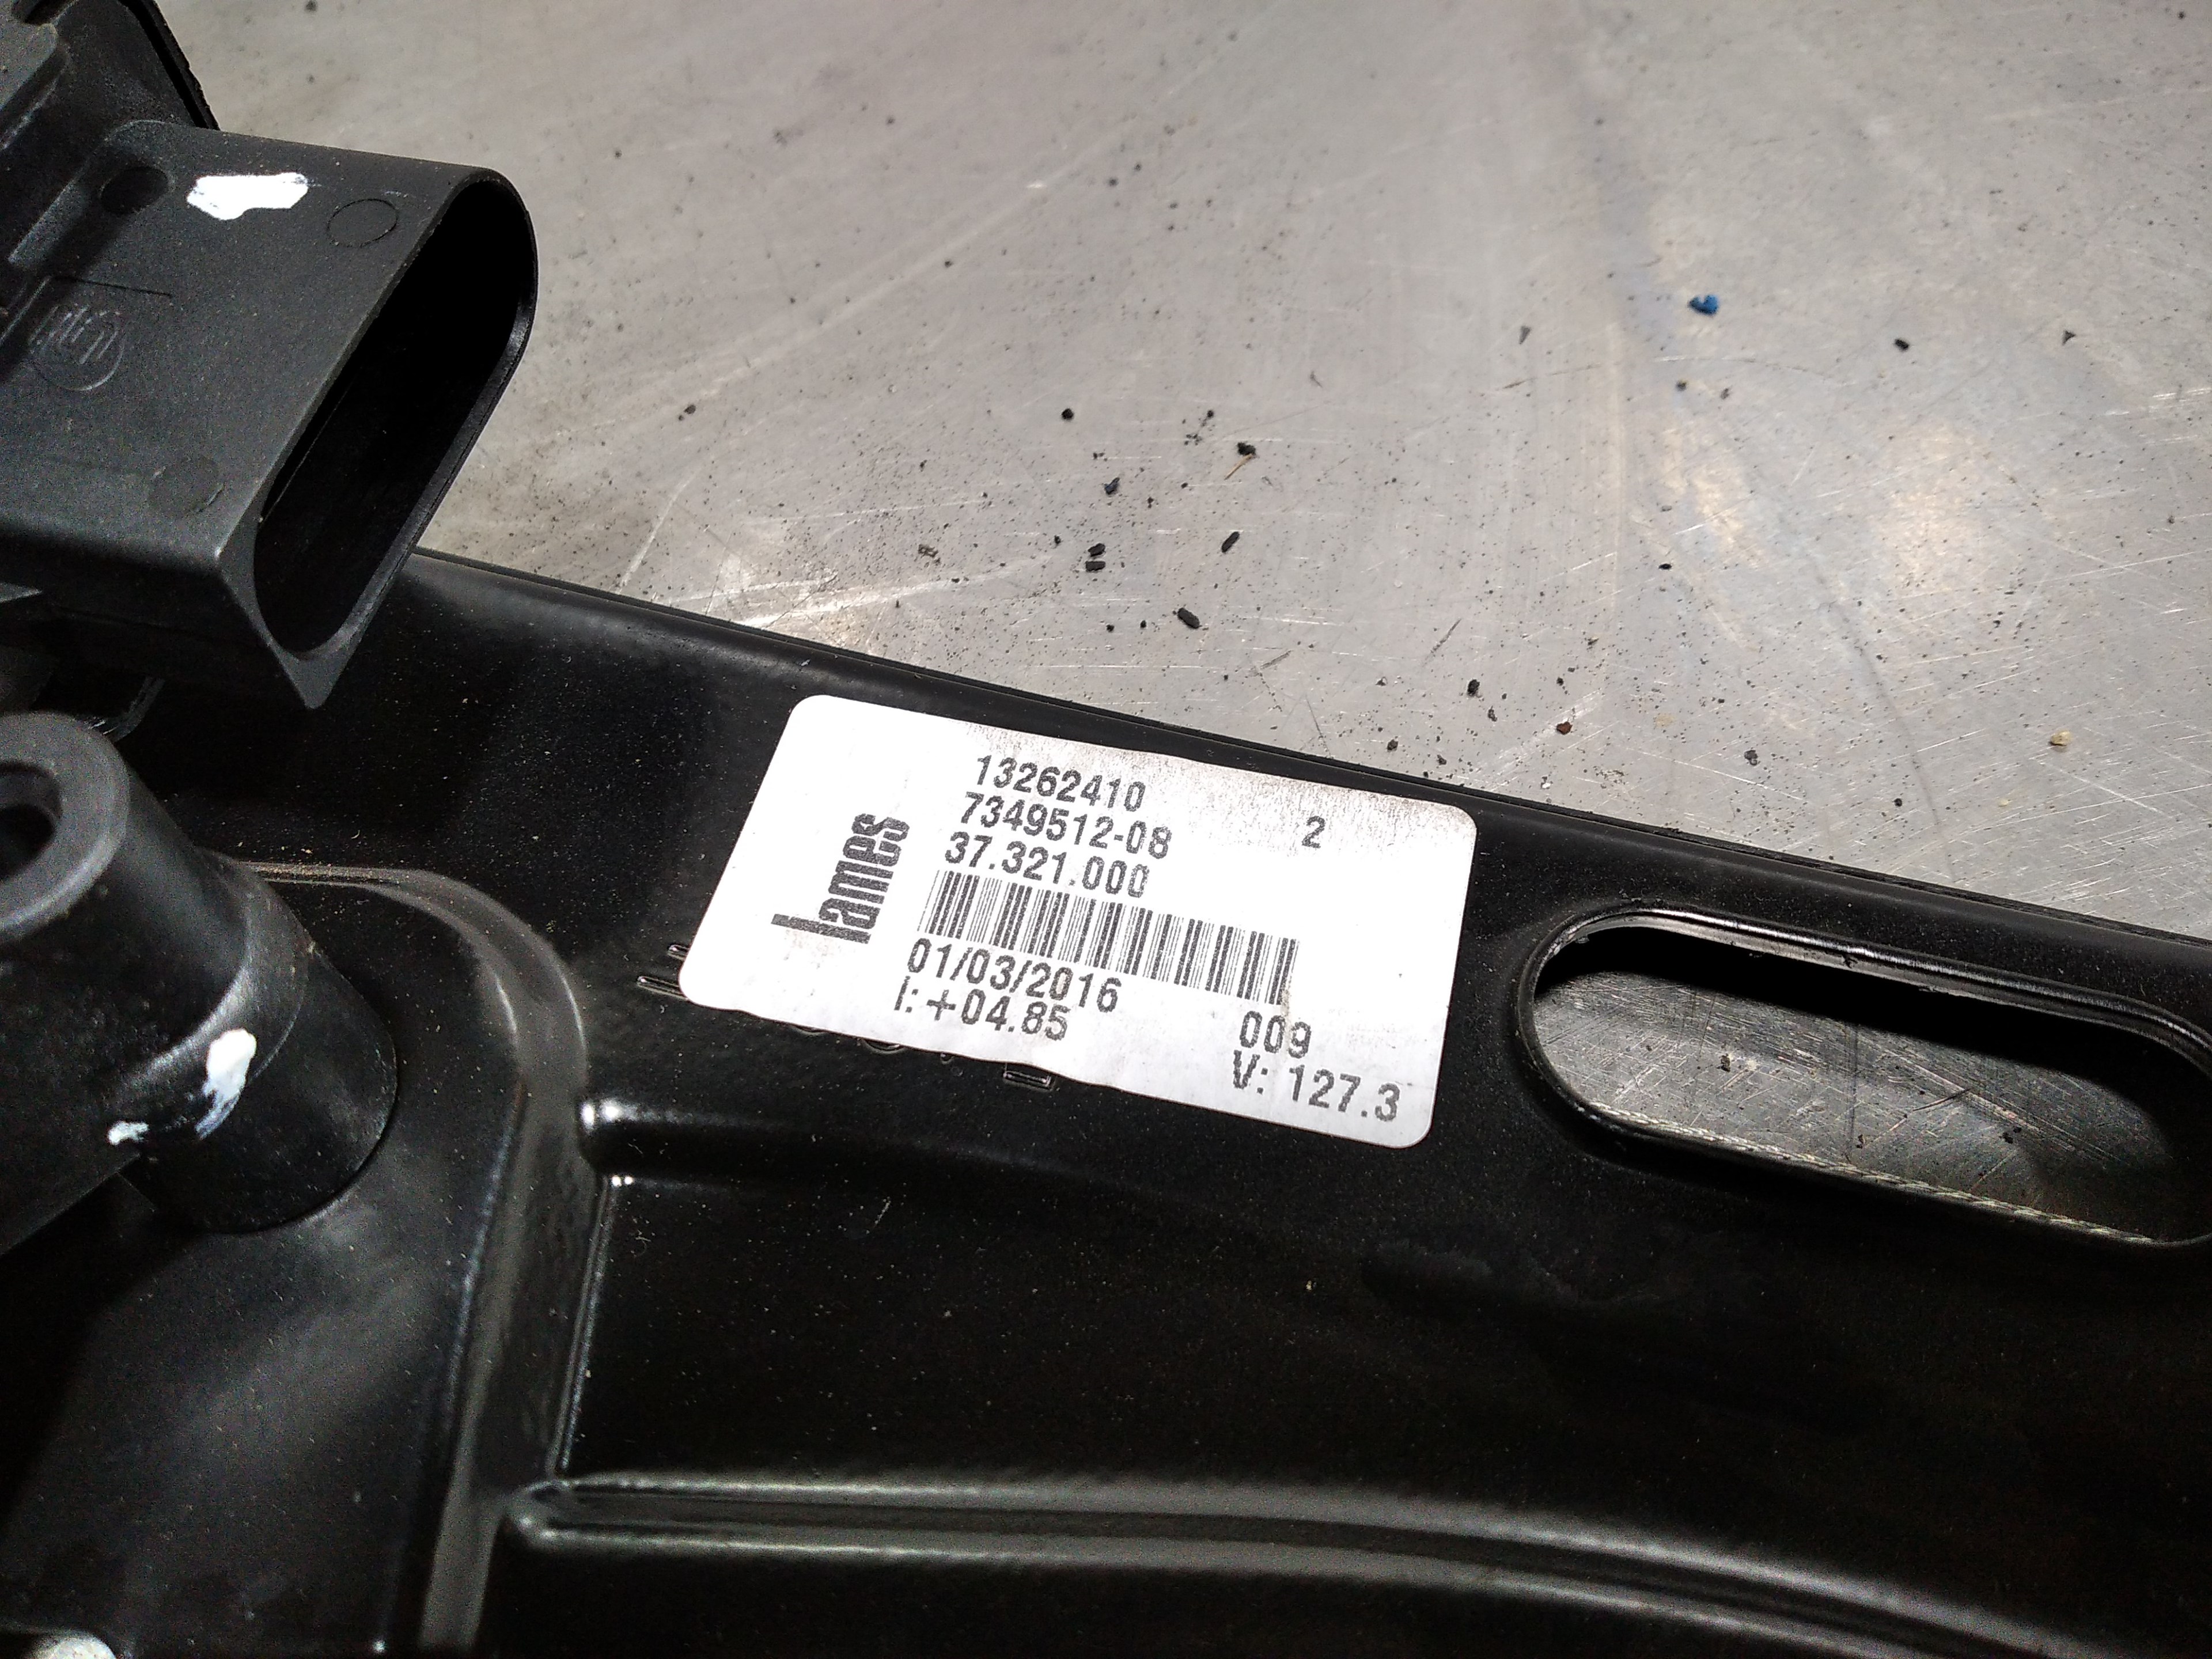 lames
13262410
7349512-08 2
37.321.000
01/03/2016 009
I: +04.85 V: 127.3